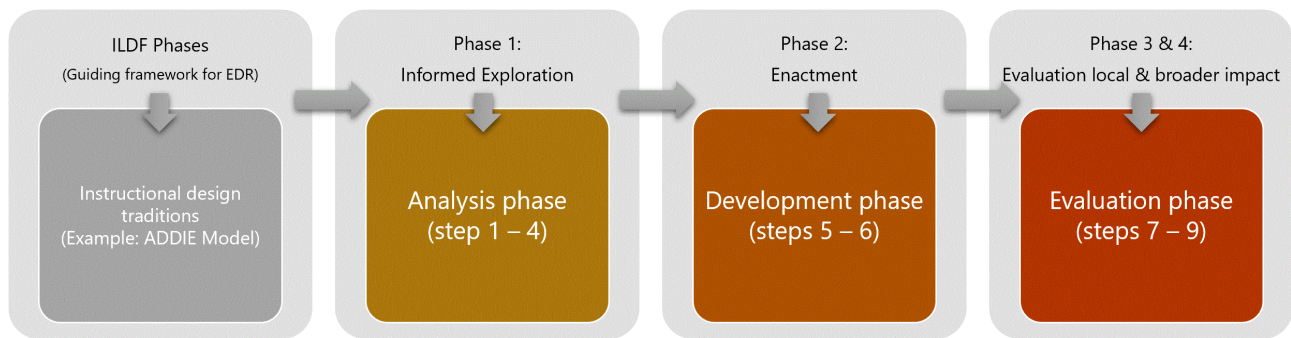 ILDF Phases
(Guiding framework for EDR)
Instructional design
traditions
(Example: ADDIE Model)
Phase 1:
Informed Exploration
Analysis phase
(step 1 – 4)
Phase 2:
Enactment
Development phase
(steps 5 – 6)
Phase 3 & 4:
Evaluation local & broader impact
Evaluation phase
(steps 7 – 9)